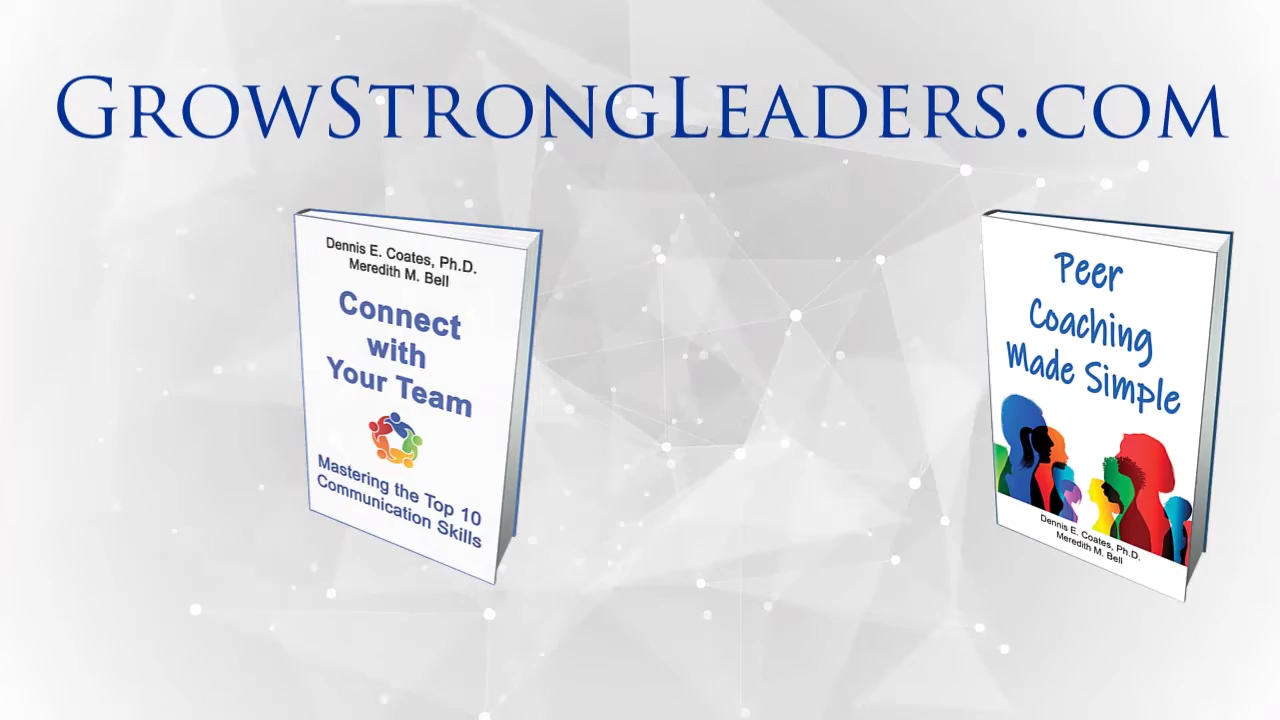 GrowStrongLeaders.com
Dennis E. Coates, Ph.D.
Meredith M. Bell
Connect
with
Your Team
Mastering the Top 10
Communication Skills
Peer
Coaching
Made Simple
Dennis E. Coates, Ph.D.
Meredith M. Bell